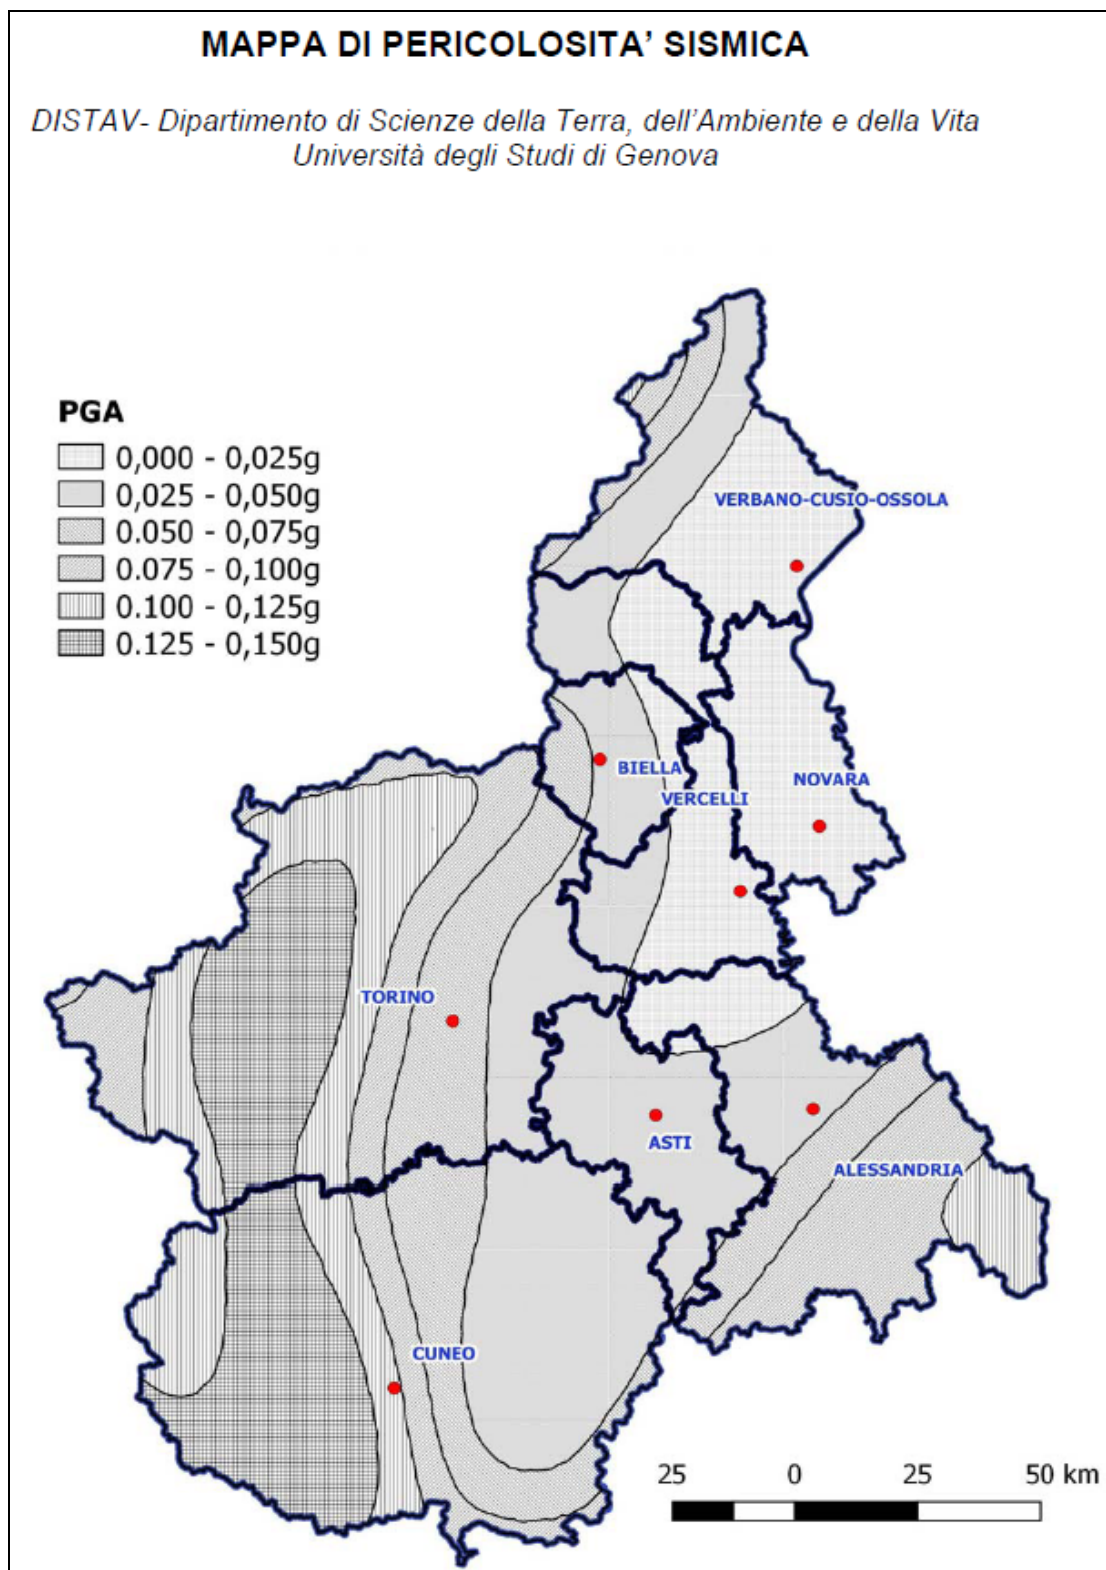 MAPPA DI PERICOLOSITA’ SISMICA
DISTAV- Dipartimento di Scienze della Terra, dell’Ambiente e della Vita
Università degli Studi di Genova
PGA
0,000 - 0,025g
0,025 - 0,050g
0.050 - 0,075g
0.075 - 0,100g
0.100 - 0,125g
0.125 - 0,150g
VERBANO-CUSIO-OSSOLA
BIELLA
NOVARA
VERCELLI
TORINO
ASTI
ALESSANDRIA
CUNEO
25 0 25 50 km